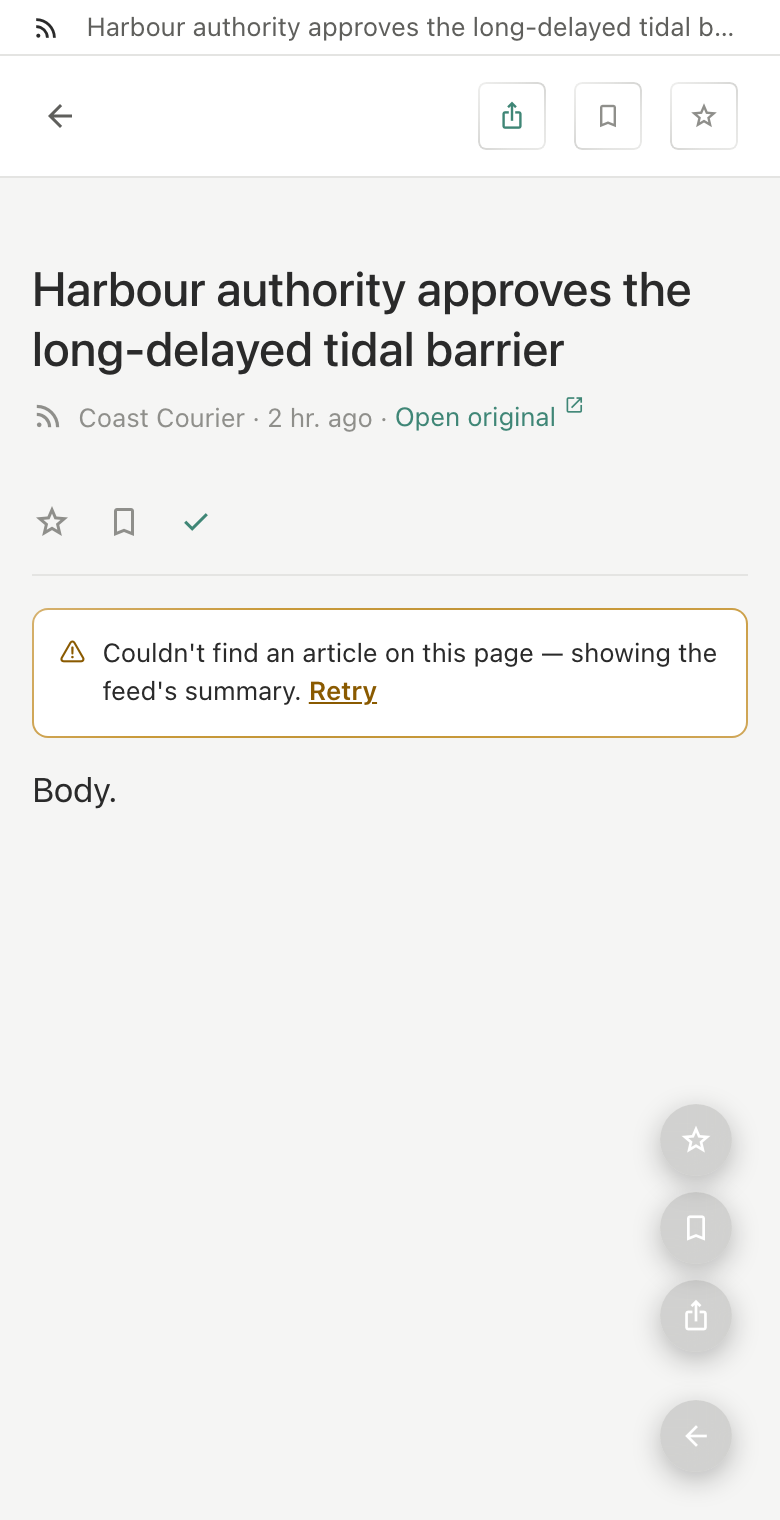 Harbour authority approves the long-delayed tidal b...
Harbour authority approves the
long-delayed tidal barrier
Coast Courier · 2 hr. ago · Open original
Couldn't find an article on this page — showing the
feed's summary. Retry
Body.